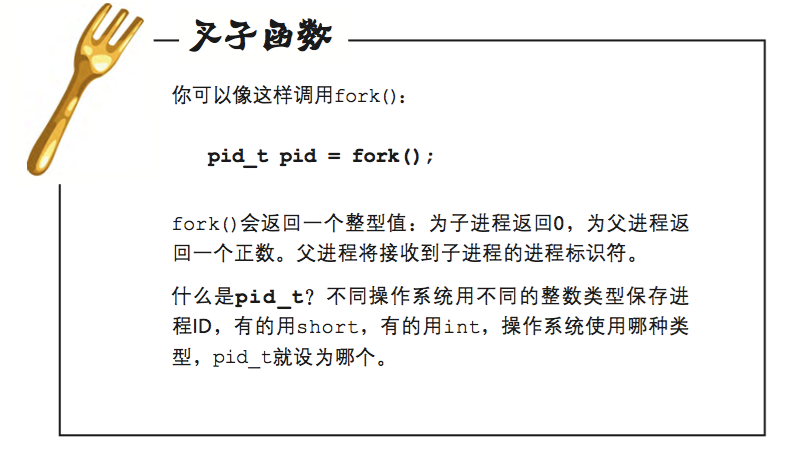 叉子函数
你可以像这样调用fork()：
pid_t pid = fork();
fork()会返回一个整型值：为子进程返回0，为父进程返
回一个正数。父进程将接收到子进程的进程标识符。
什么是pid_t？不同操作系统用不同的整数类型保存进
程ID，有的用short，有的用int，操作系统使用哪种类
型，pid_t就设为哪个。